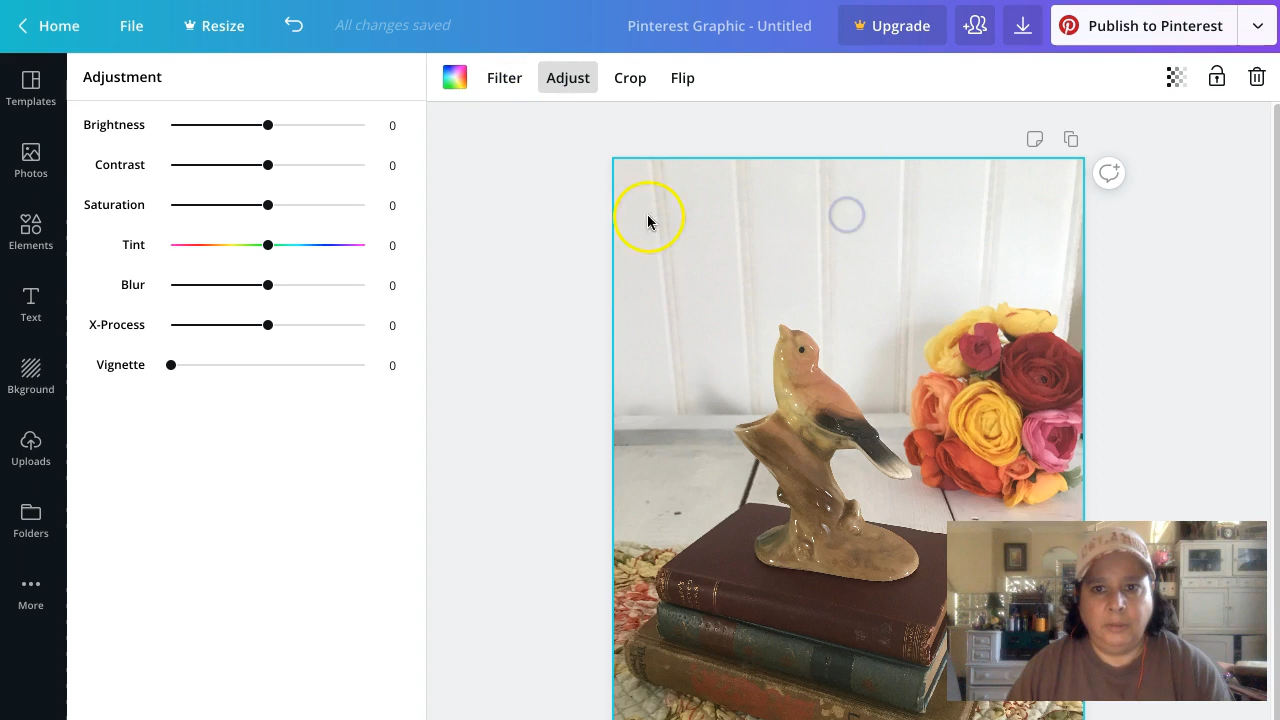 Home File Resize All changes saved Pinterest Graphic - Untitled Upgrade Publish to Pinterest
Adjustment
Filter Adjust Crop Flip
Templates
Photos
Elements
Text
Bkground
Uploads
Folders
More
Brightness 0
Contrast 0
Saturation 0
Tint 0
Blur 0
X-Process 0
Vignette 0